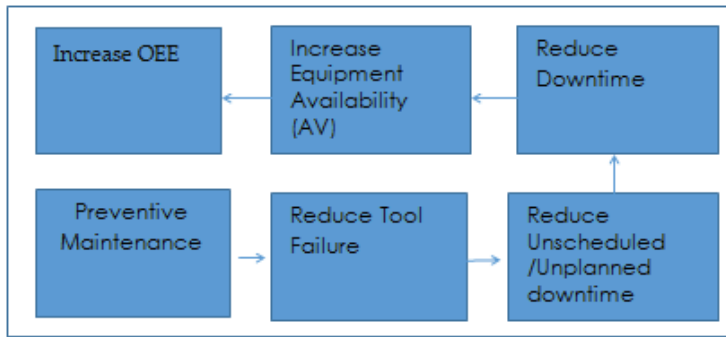 Increase OEE
Increase
Equipment
Availability
(AV)
Reduce
Downtime
Preventive
Maintenance
Reduce Tool
Failure
Reduce
Unscheduled
/Unplanned
downtime